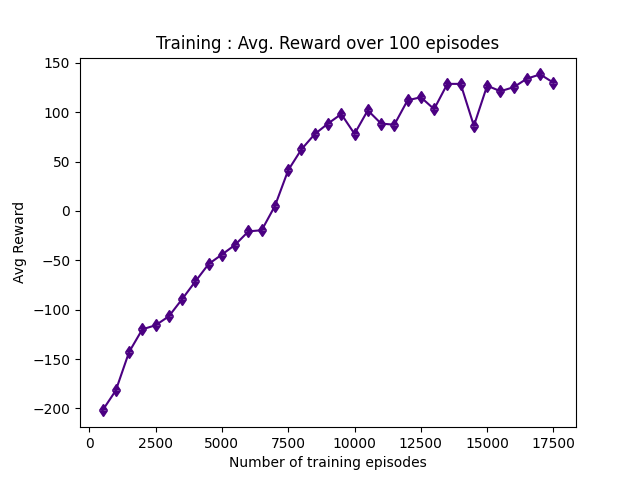 Training : Avg. Reward over 100 episodes
150
100
50
0
−50
−100
−150
−200
Avg Reward
0 2500 5000 7500 10000 12500 15000 17500
Number of training episodes